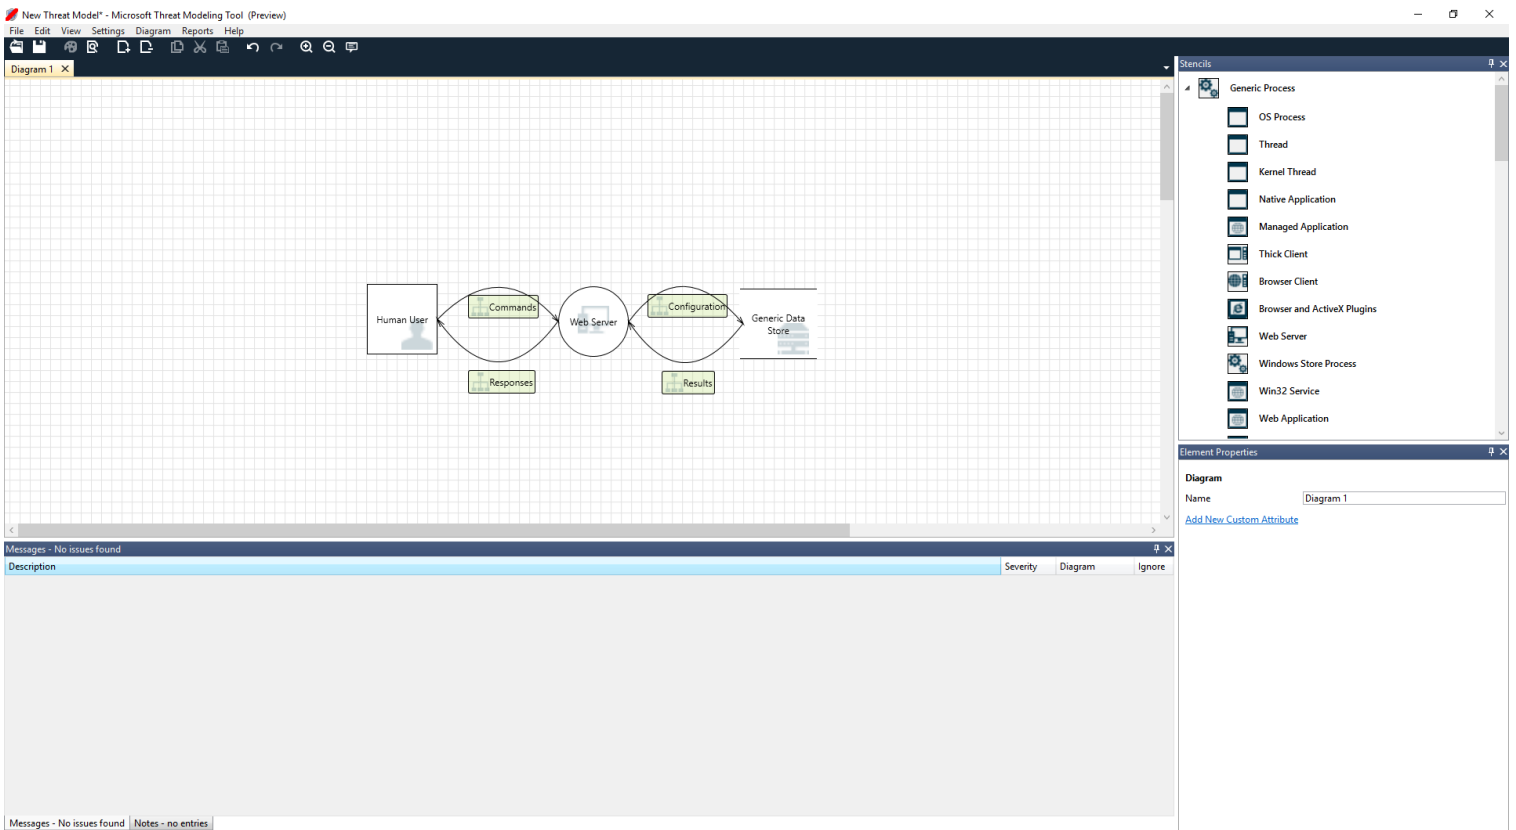 New Threat Model* - Microsoft Threat Modeling Tool (Preview)
File Edit View Settings Diagram Reports Help
Diagram 1
Human User
Commands
Responses
Web Server
Configuration
Results
Generic Data
Store
Messages - No issues found
Description Severity Diagram Ignore
Messages - No issues found Notes - no entries
Stencils
Generic Process
OS Process
Thread
Kernel Thread
Native Application
Managed Application
Thick Client
Browser Client
Browser and ActiveX Plugins
Web Server
Windows Store Process
Win32 Service
Web Application
Element Properties
Diagram
Name Diagram 1
Add New Custom Attribute